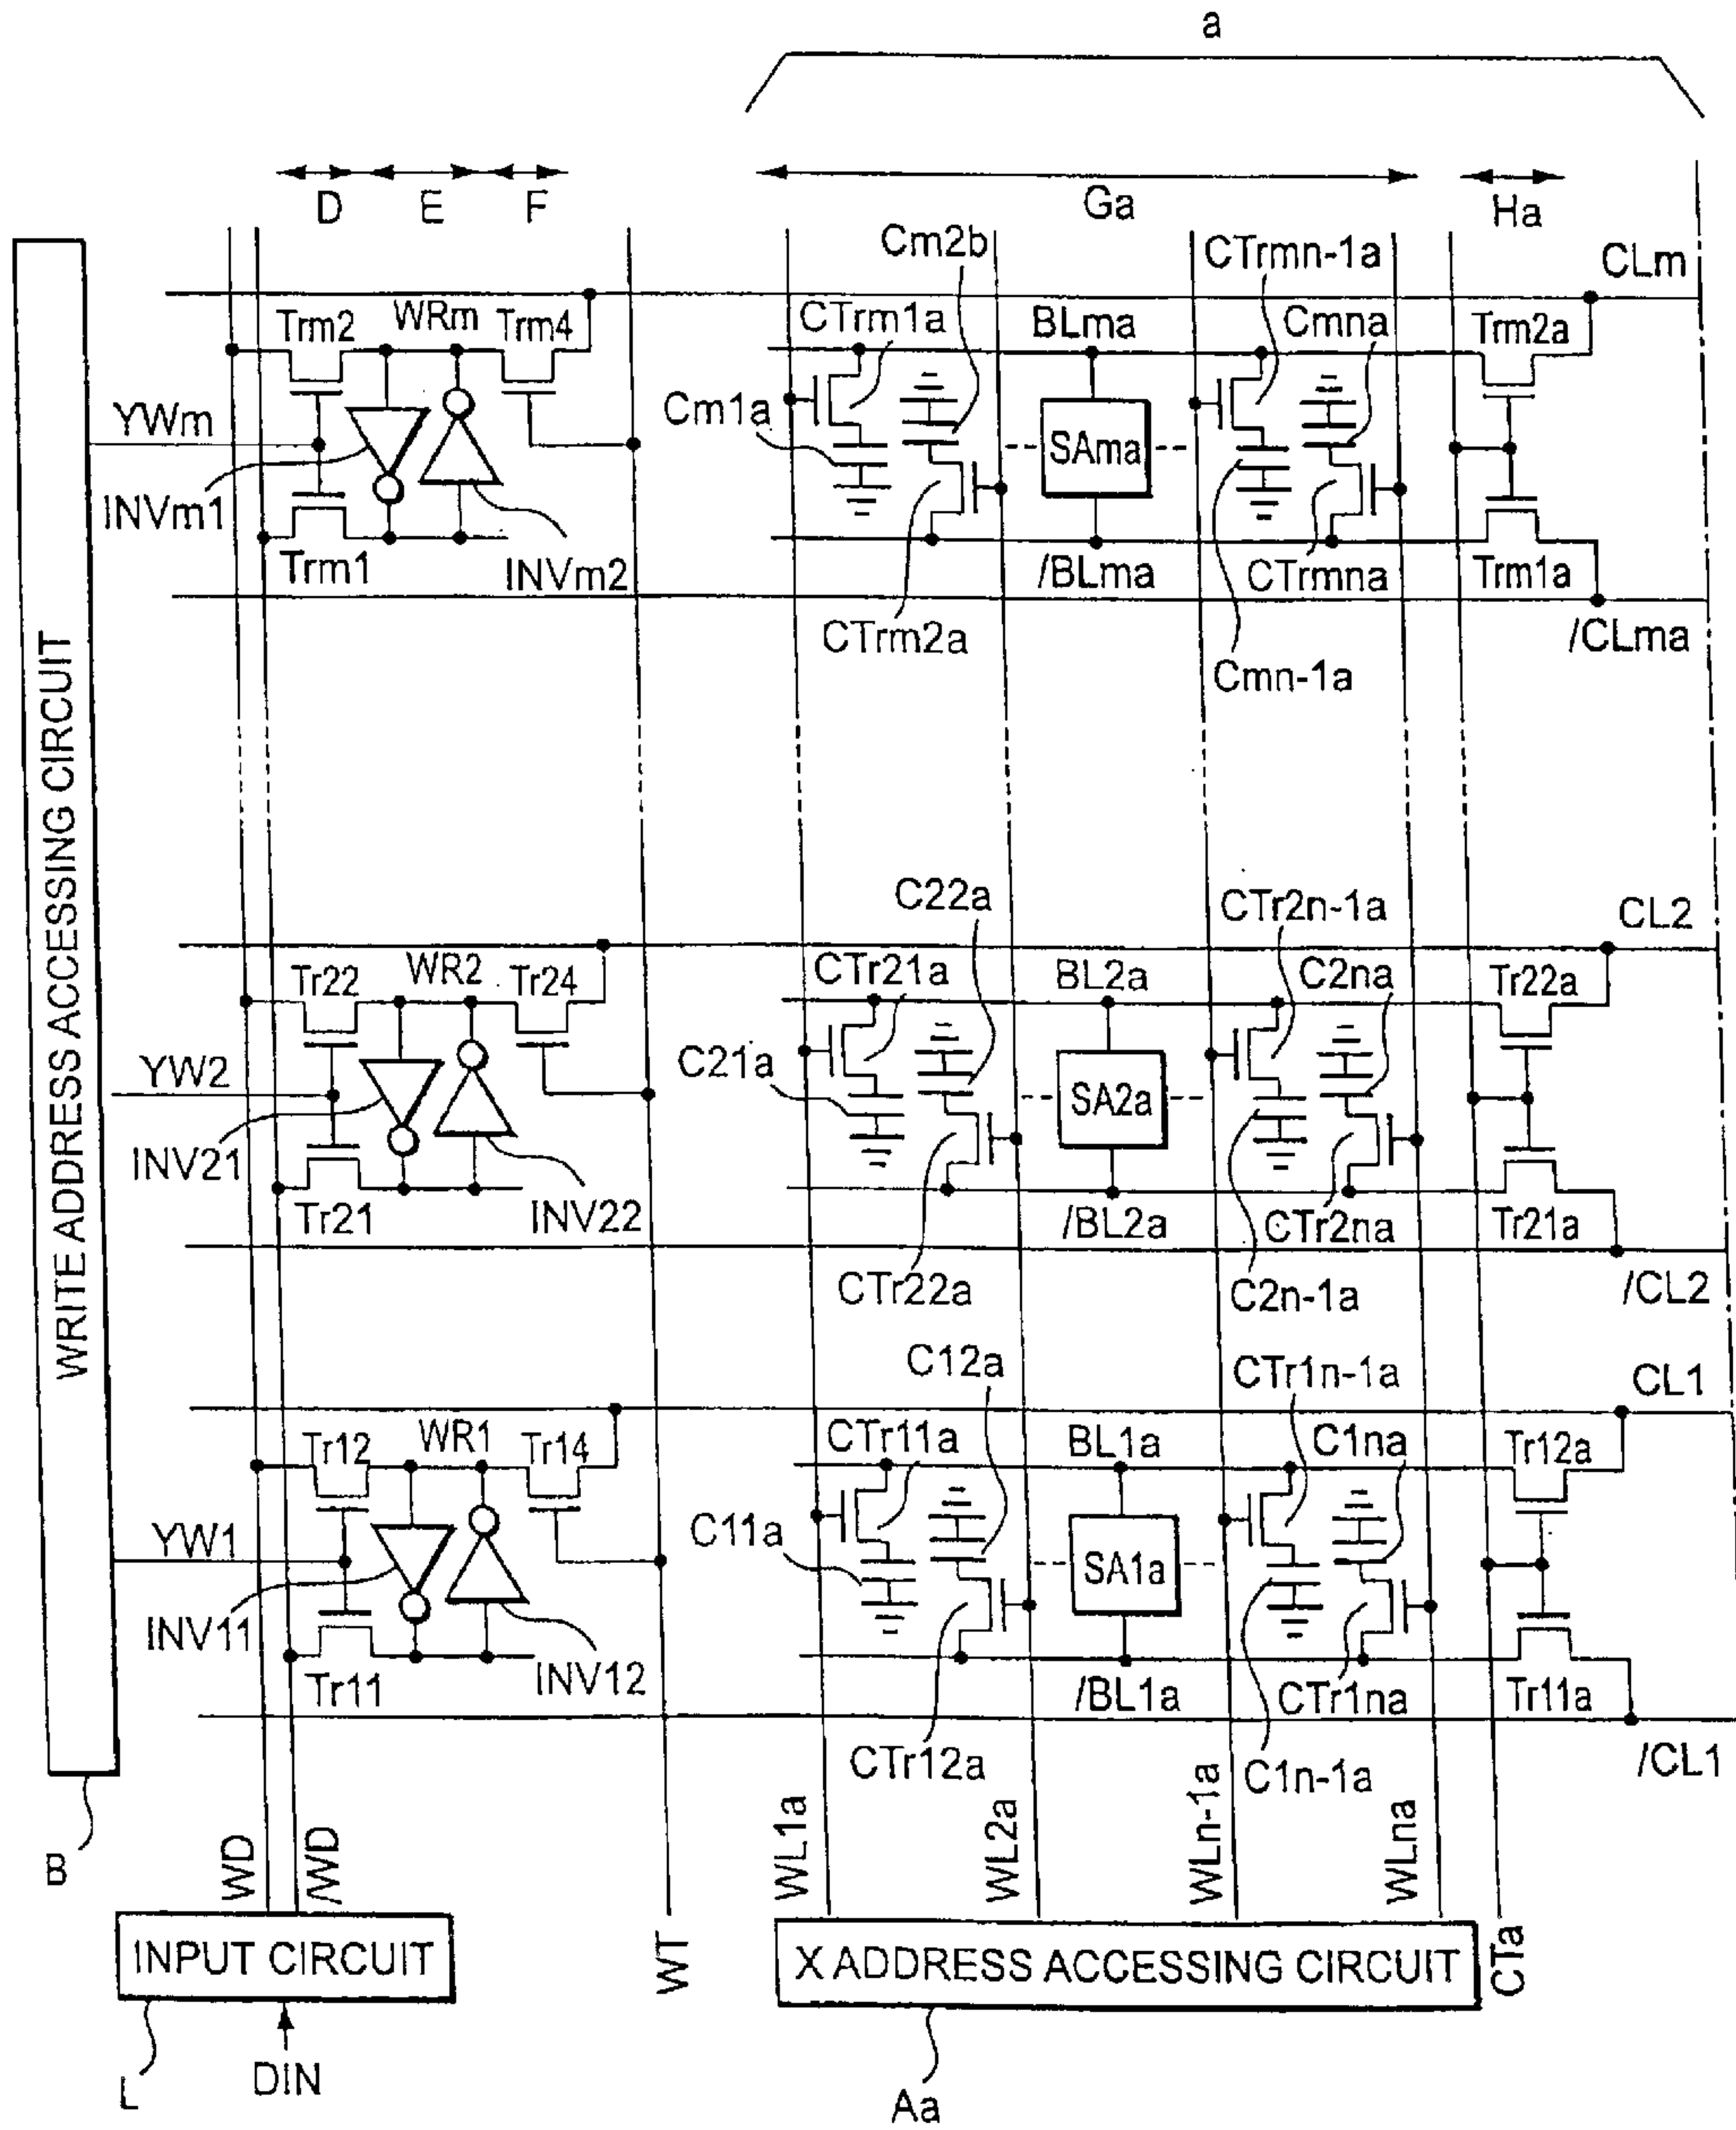 a
D E F Ga Ha
Cm2b CTrmn-1a CLm
Trm2 WRm Trm4 CTrm1a BLma Cmna Trm2a
YWm Cm1a SAma
INVm1
Trm1 INVm2 /BLma CTrmna Trm1a
CTrm2a Cmn-1a /CLma
WRITE ADDRESS ACCESSING CIRCUIT
C22a CTr2n-1a CL2
Tr22 WR2 Tr24 CTr21a BL2a C2na Tr22a
YW2 C21a SA2a
INV21
Tr21 INV22 /BL2a CTr2na Tr21a
CTr22a C2n-1a /CL2
C12a CTr1n-1a CL1
Tr12 WR1 Tr14 CTr11a BL1a C1na Tr12a
YW1 C11a SA1a
INV11
Tr11 INV12 /BL1a CTr1na Tr11a
CTr12a C1n-1a /CL1
B WD /WD WT WL1a WL2a WLn-1a WLna CTa
INPUT CIRCUIT X ADDRESS ACCESSING CIRCUIT
L DIN Aa